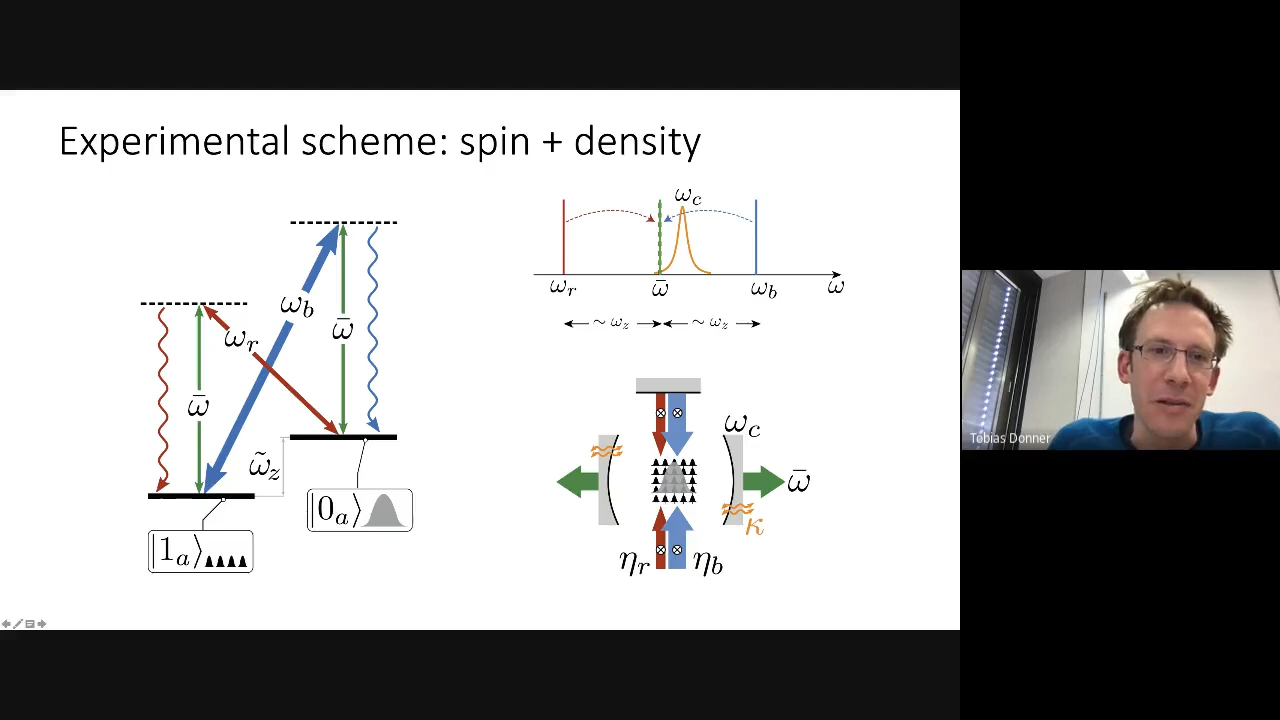 Experimental scheme: spin + density
ω_c
ω_r
ω̄
ω_b
ω
~ ω_z
~ ω_z
ω_b
ω_r
ω̄
ω̄
ω̃_z
|0_a⟩
|1_a⟩
ω_c
ω̄
κ
η_r
η_b
Tobias Donner